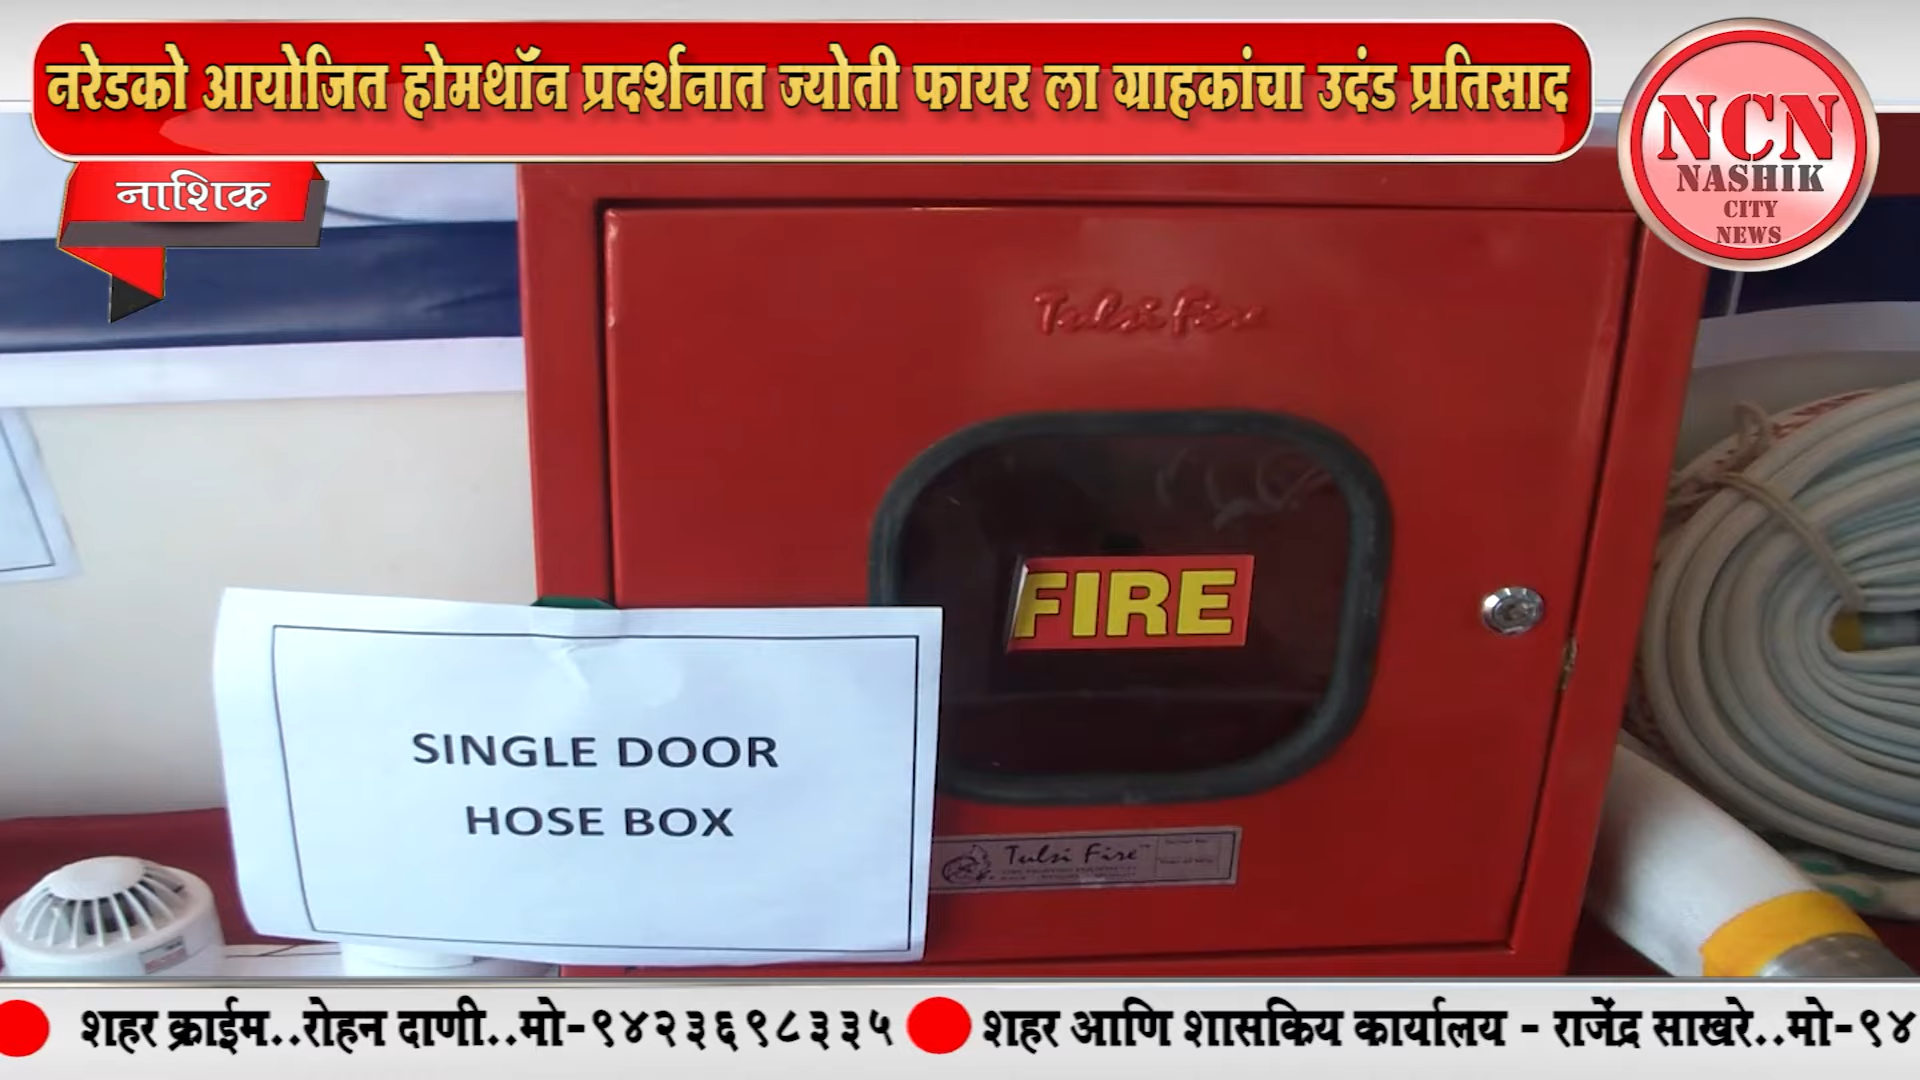 नरेडको आयोजित होमथॉन प्रदर्शनात ज्योती फायर ला ग्राहकांचा उदंड प्रतिसाद
NCN
NASHIK
CITY
NEWS
नाशिक
Tulsi Fire
FIRE
SINGLE DOOR
HOSE BOX
Tulsi Fire
शहर क्राईम..रोहन दाणी..मो-९४२३६९८३३५ शहर आणि शासकिय कार्यालय - राजेंद्र साखरे..मो-९४